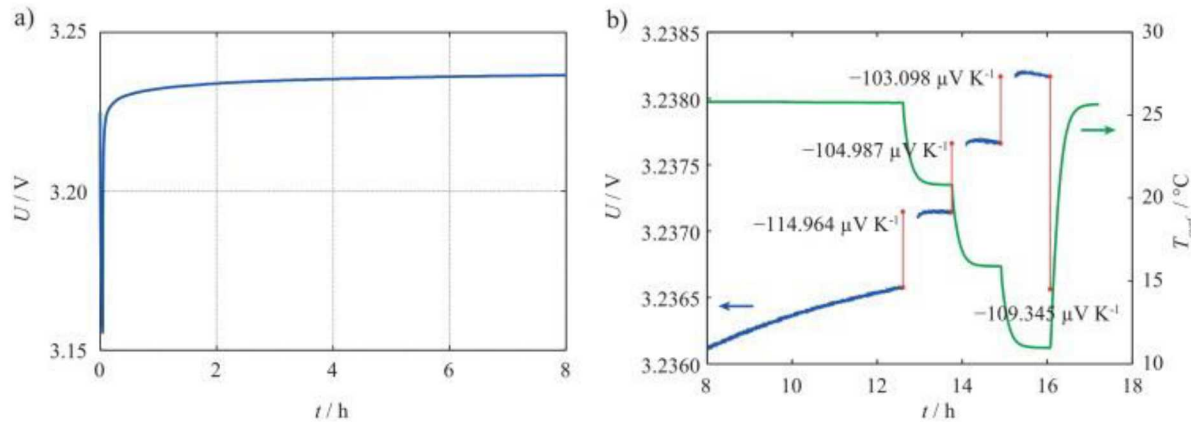 a)
3.25
3.20
3.15
U / V
0
2
4
6
8
t / h
b)
3.2385
3.2380
3.2375
3.2370
3.2365
3.2360
U / V
−103.098 µV K⁻¹
−104.987 µV K⁻¹
−114.964 µV K⁻¹
−109.345 µV K⁻¹
30
25
20
15
10
/ °C
8
10
12
14
16
18
t / h